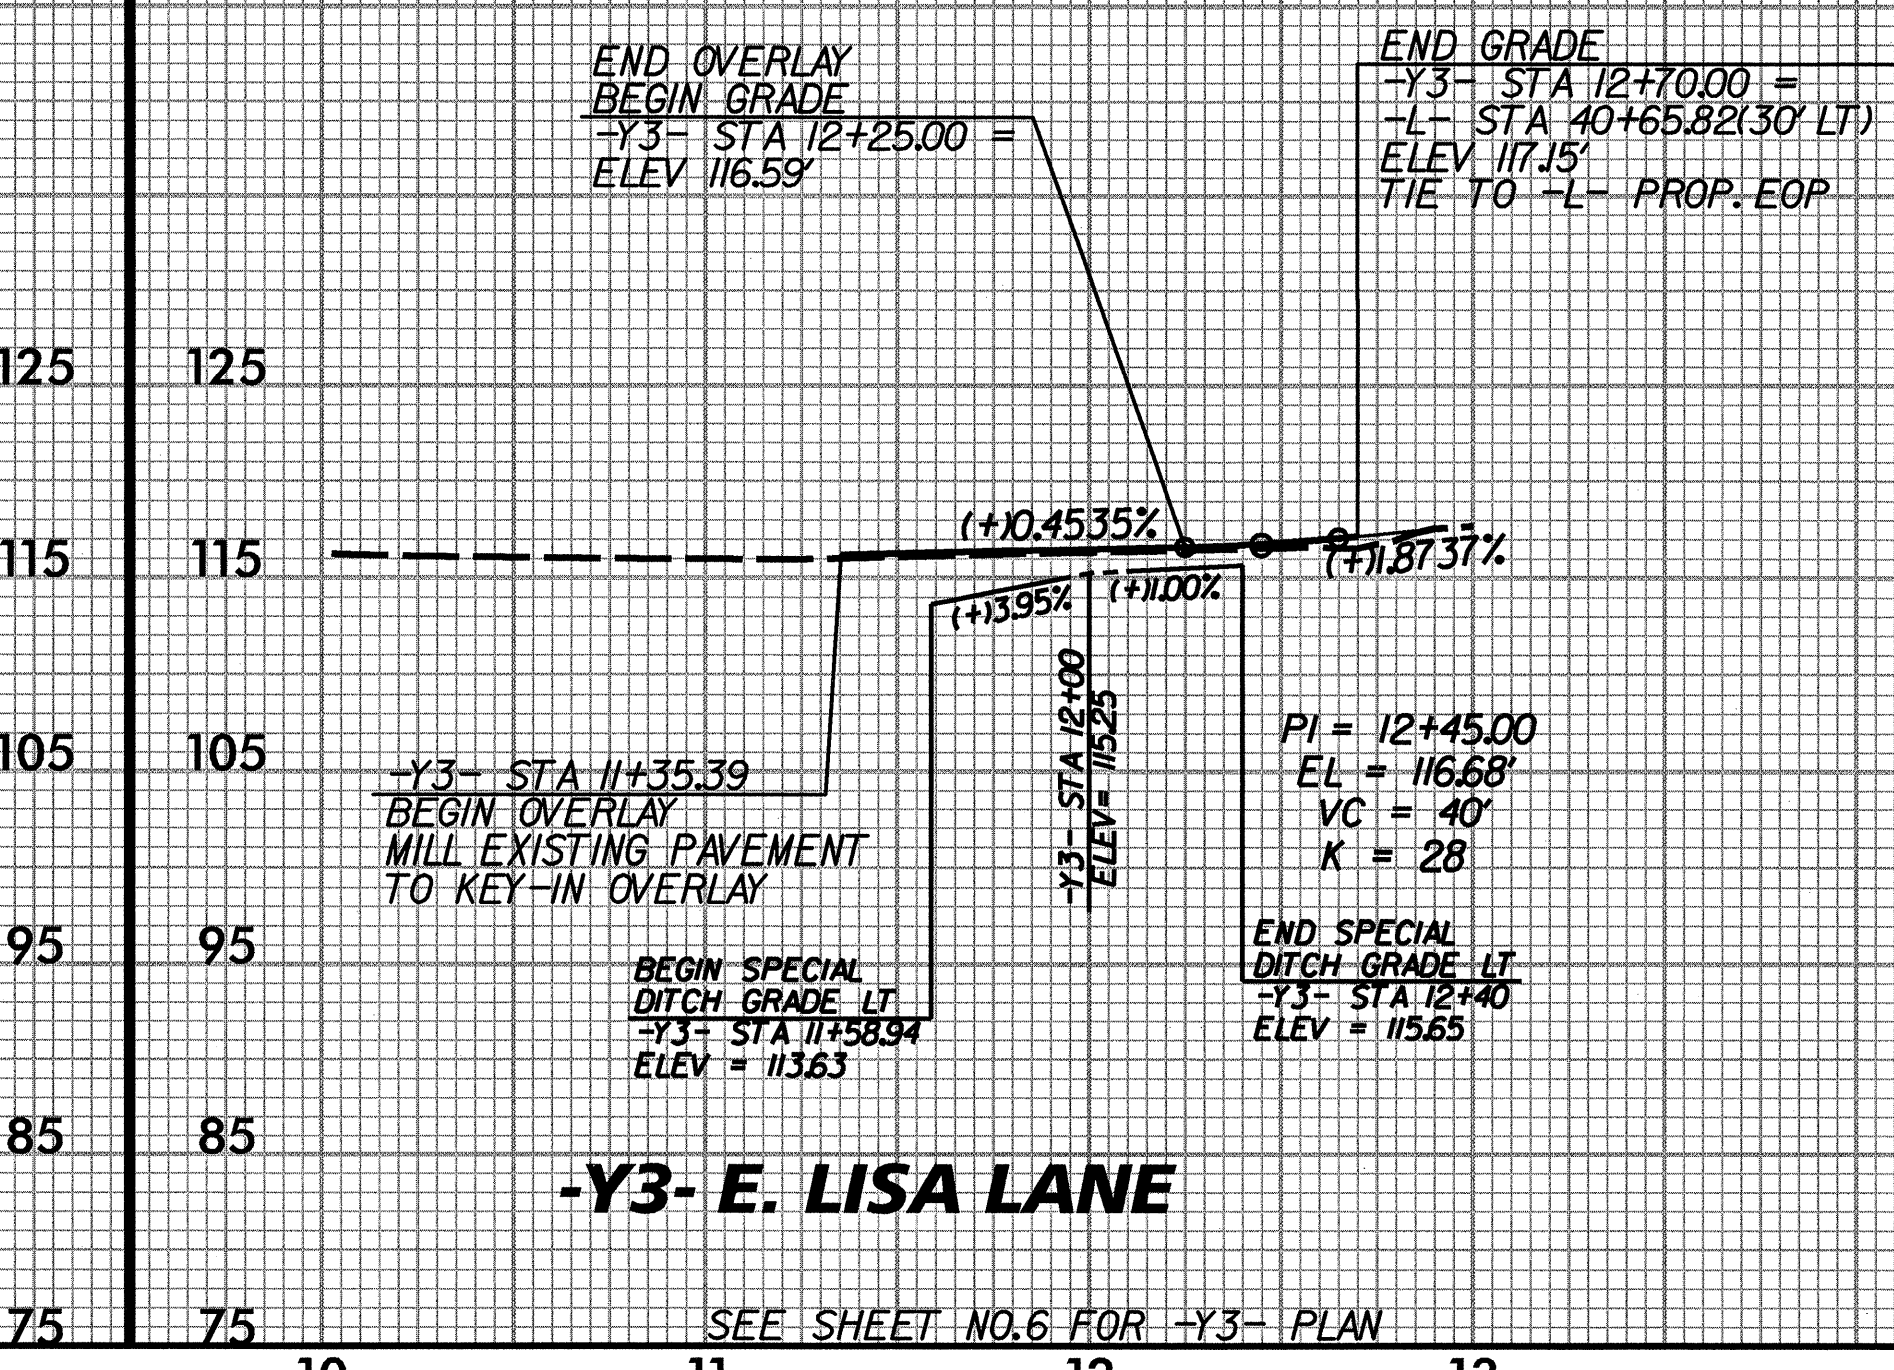 END OVERLAY
BEGIN GRADE
-Y3- STA 12+25.00 =
ELEV 116.59'
END GRADE
-Y3- STA 12+70.00 =
-L- STA 40+65.82(30' LT)
ELEV 117.15'
TIE TO -L- PROP. EOP
125 125
115 115
105 105
95 95
85 85
75 75
(+)0.4535%
(+)1.8737%
(+)3.95%
(+)1.00%
-Y3- STA 12+00
ELEV= 115.25
-Y3- STA 11+35.39
BEGIN OVERLAY
MILL EXISTING PAVEMENT
TO KEY-IN OVERLAY
PI = 12+45.00
EL = 116.68'
VC = 40'
K = 28
BEGIN SPECIAL
DITCH GRADE LT
-Y3- STA 11+58.94
ELEV = 113.63
END SPECIAL
DITCH GRADE LT
-Y3- STA 12+40
ELEV = 115.65
-Y3- E. LISA LANE
SEE SHEET NO.6 FOR -Y3- PLAN
10 11 12 13